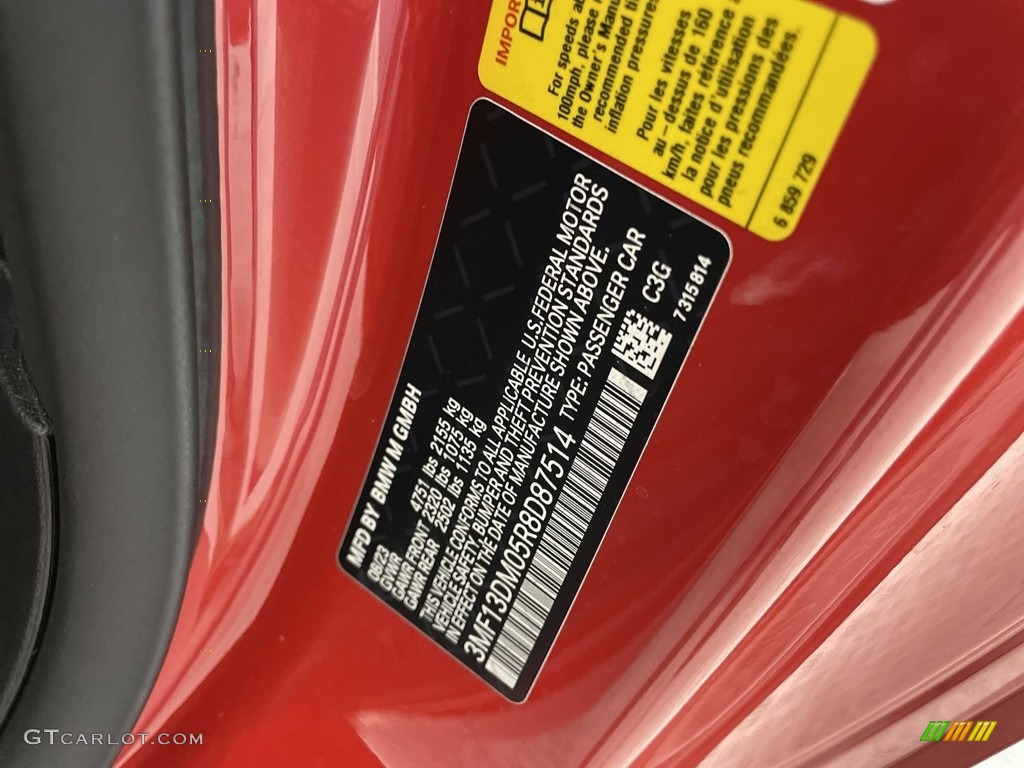 IMPOR
For speeds
100mph, please
the Owner's Manu
recommended
inflation pressures
Pour les vitesses
au - dessus de 160
km/h, faites référence
la notice d'utilisation
pour les pressions des
pneus recommandées.
6 859 729
MFD BY BMW M GMBH
08/23
GVWR 4751 lbs 2155 kg
GAWR FRONT 2320 lbs 1075 kg
GAWR REAR 2502 lbs 1135 kg
THIS VEHICLE CONFORMS TO ALL APPLICABLE U.S. FEDERAL MOTOR
VEHICLE SAFETY, BUMPER AND THEFT PREVENTION STANDARDS
IN EFFECT ON THE DATE OF MANUFACTURE SHOWN ABOVE.
3MF13DM05R8D87514 TYPE: PASSENGER CAR
C3G
7315814
GTCARLOT.COM